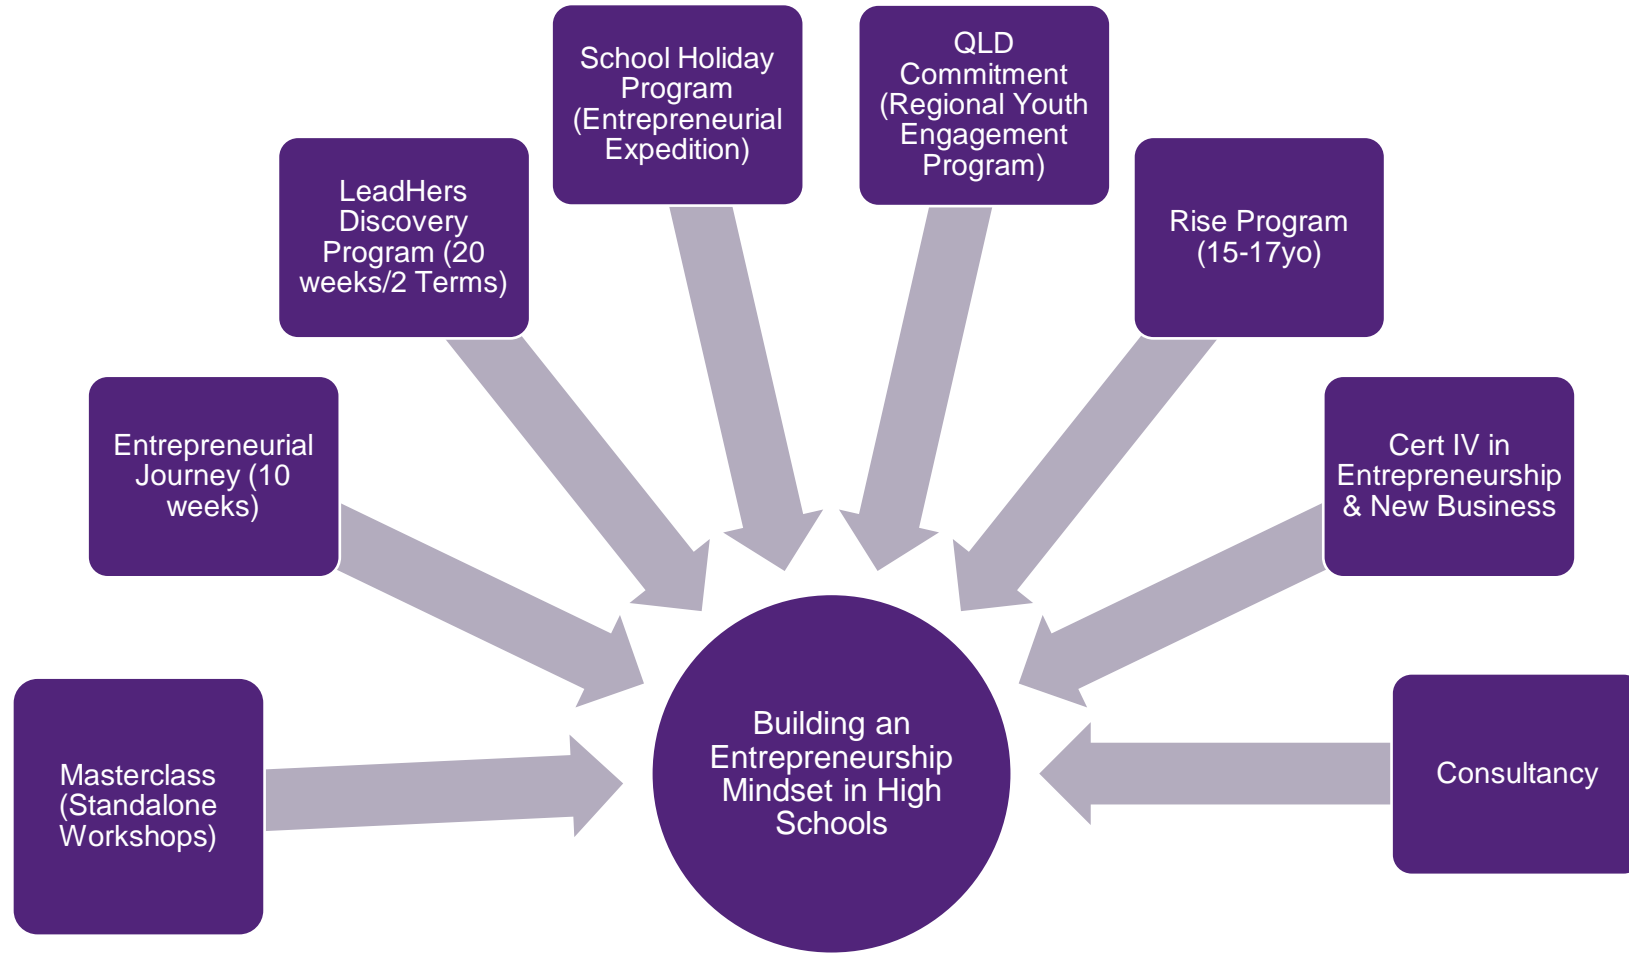 School Holiday
Program
(Entrepreneurial
Expedition)
QLD
Commitment
(Regional Youth
Engagement
Program)
LeadHers
Discovery
Program (20
weeks/2 Terms)
Rise Program
(15-17yo)
Entrepreneurial
Journey (10
weeks)
Cert IV in
Entrepreneurship
& New Business
Masterclass
(Standalone
Workshops)
Building an
Entrepreneurship
Mindset in High
Schools
Consultancy